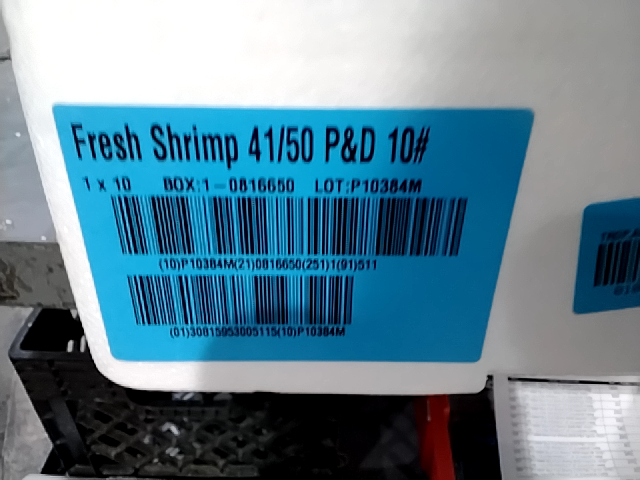 Fresh Shrimp 41/50 P&D 10#
1 x 10 BOX:1-0816650 LOT:P10384M
(10)P10384M(21)0816650(251)1(91)511
(01)30815953005115(10)P10384M